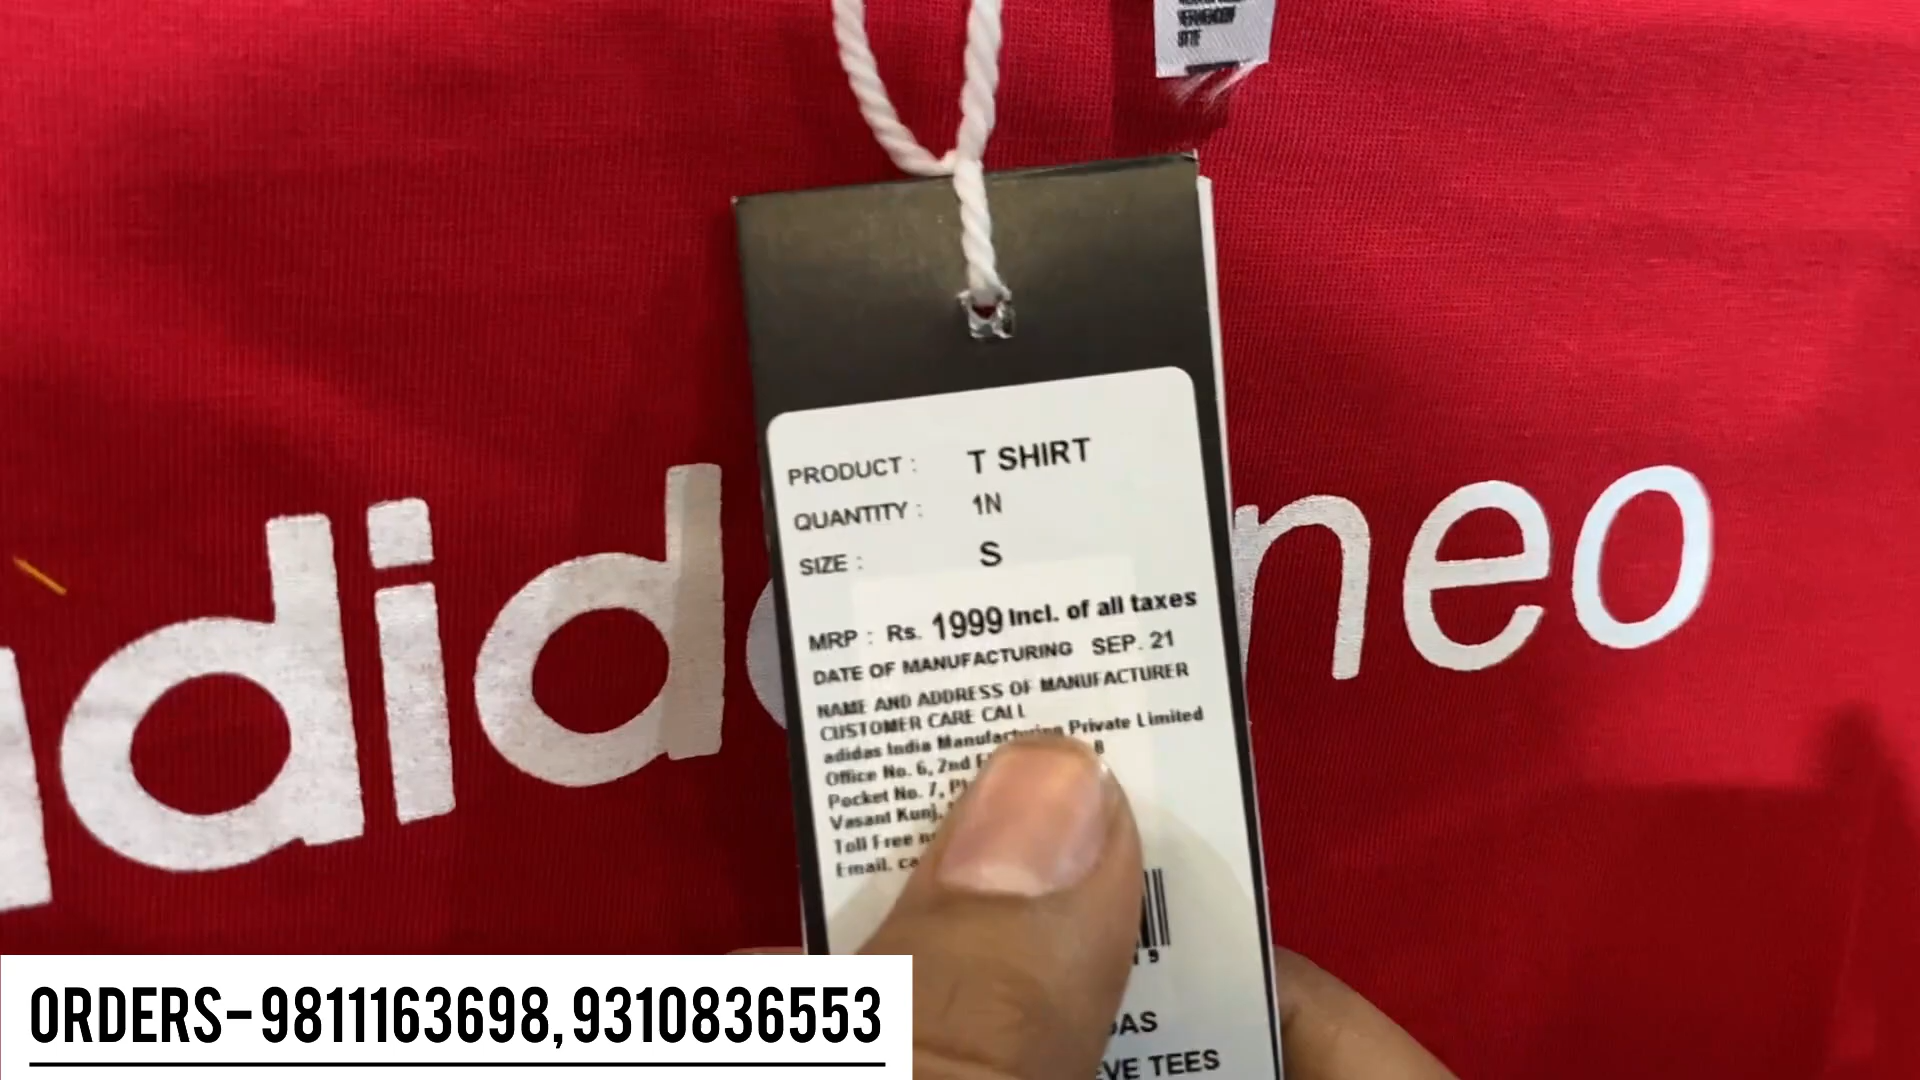 adid neo
PRODUCT : T SHIRT
QUANTITY : 1N
SIZE : S
MRP : Rs. 1999 Incl. of all taxes
DATE OF MANUFACTURING SEP. 21
NAME AND ADDRESS OF MANUFACTURER
CUSTOMER CARE CALL
adidas India Manufacturing Private Limited
Office No. 6, 2nd
Pocket No. 7,
Vasant Kunj,
Toll Free
Email.
TEES
ORDERS-9811163698, 9310836553